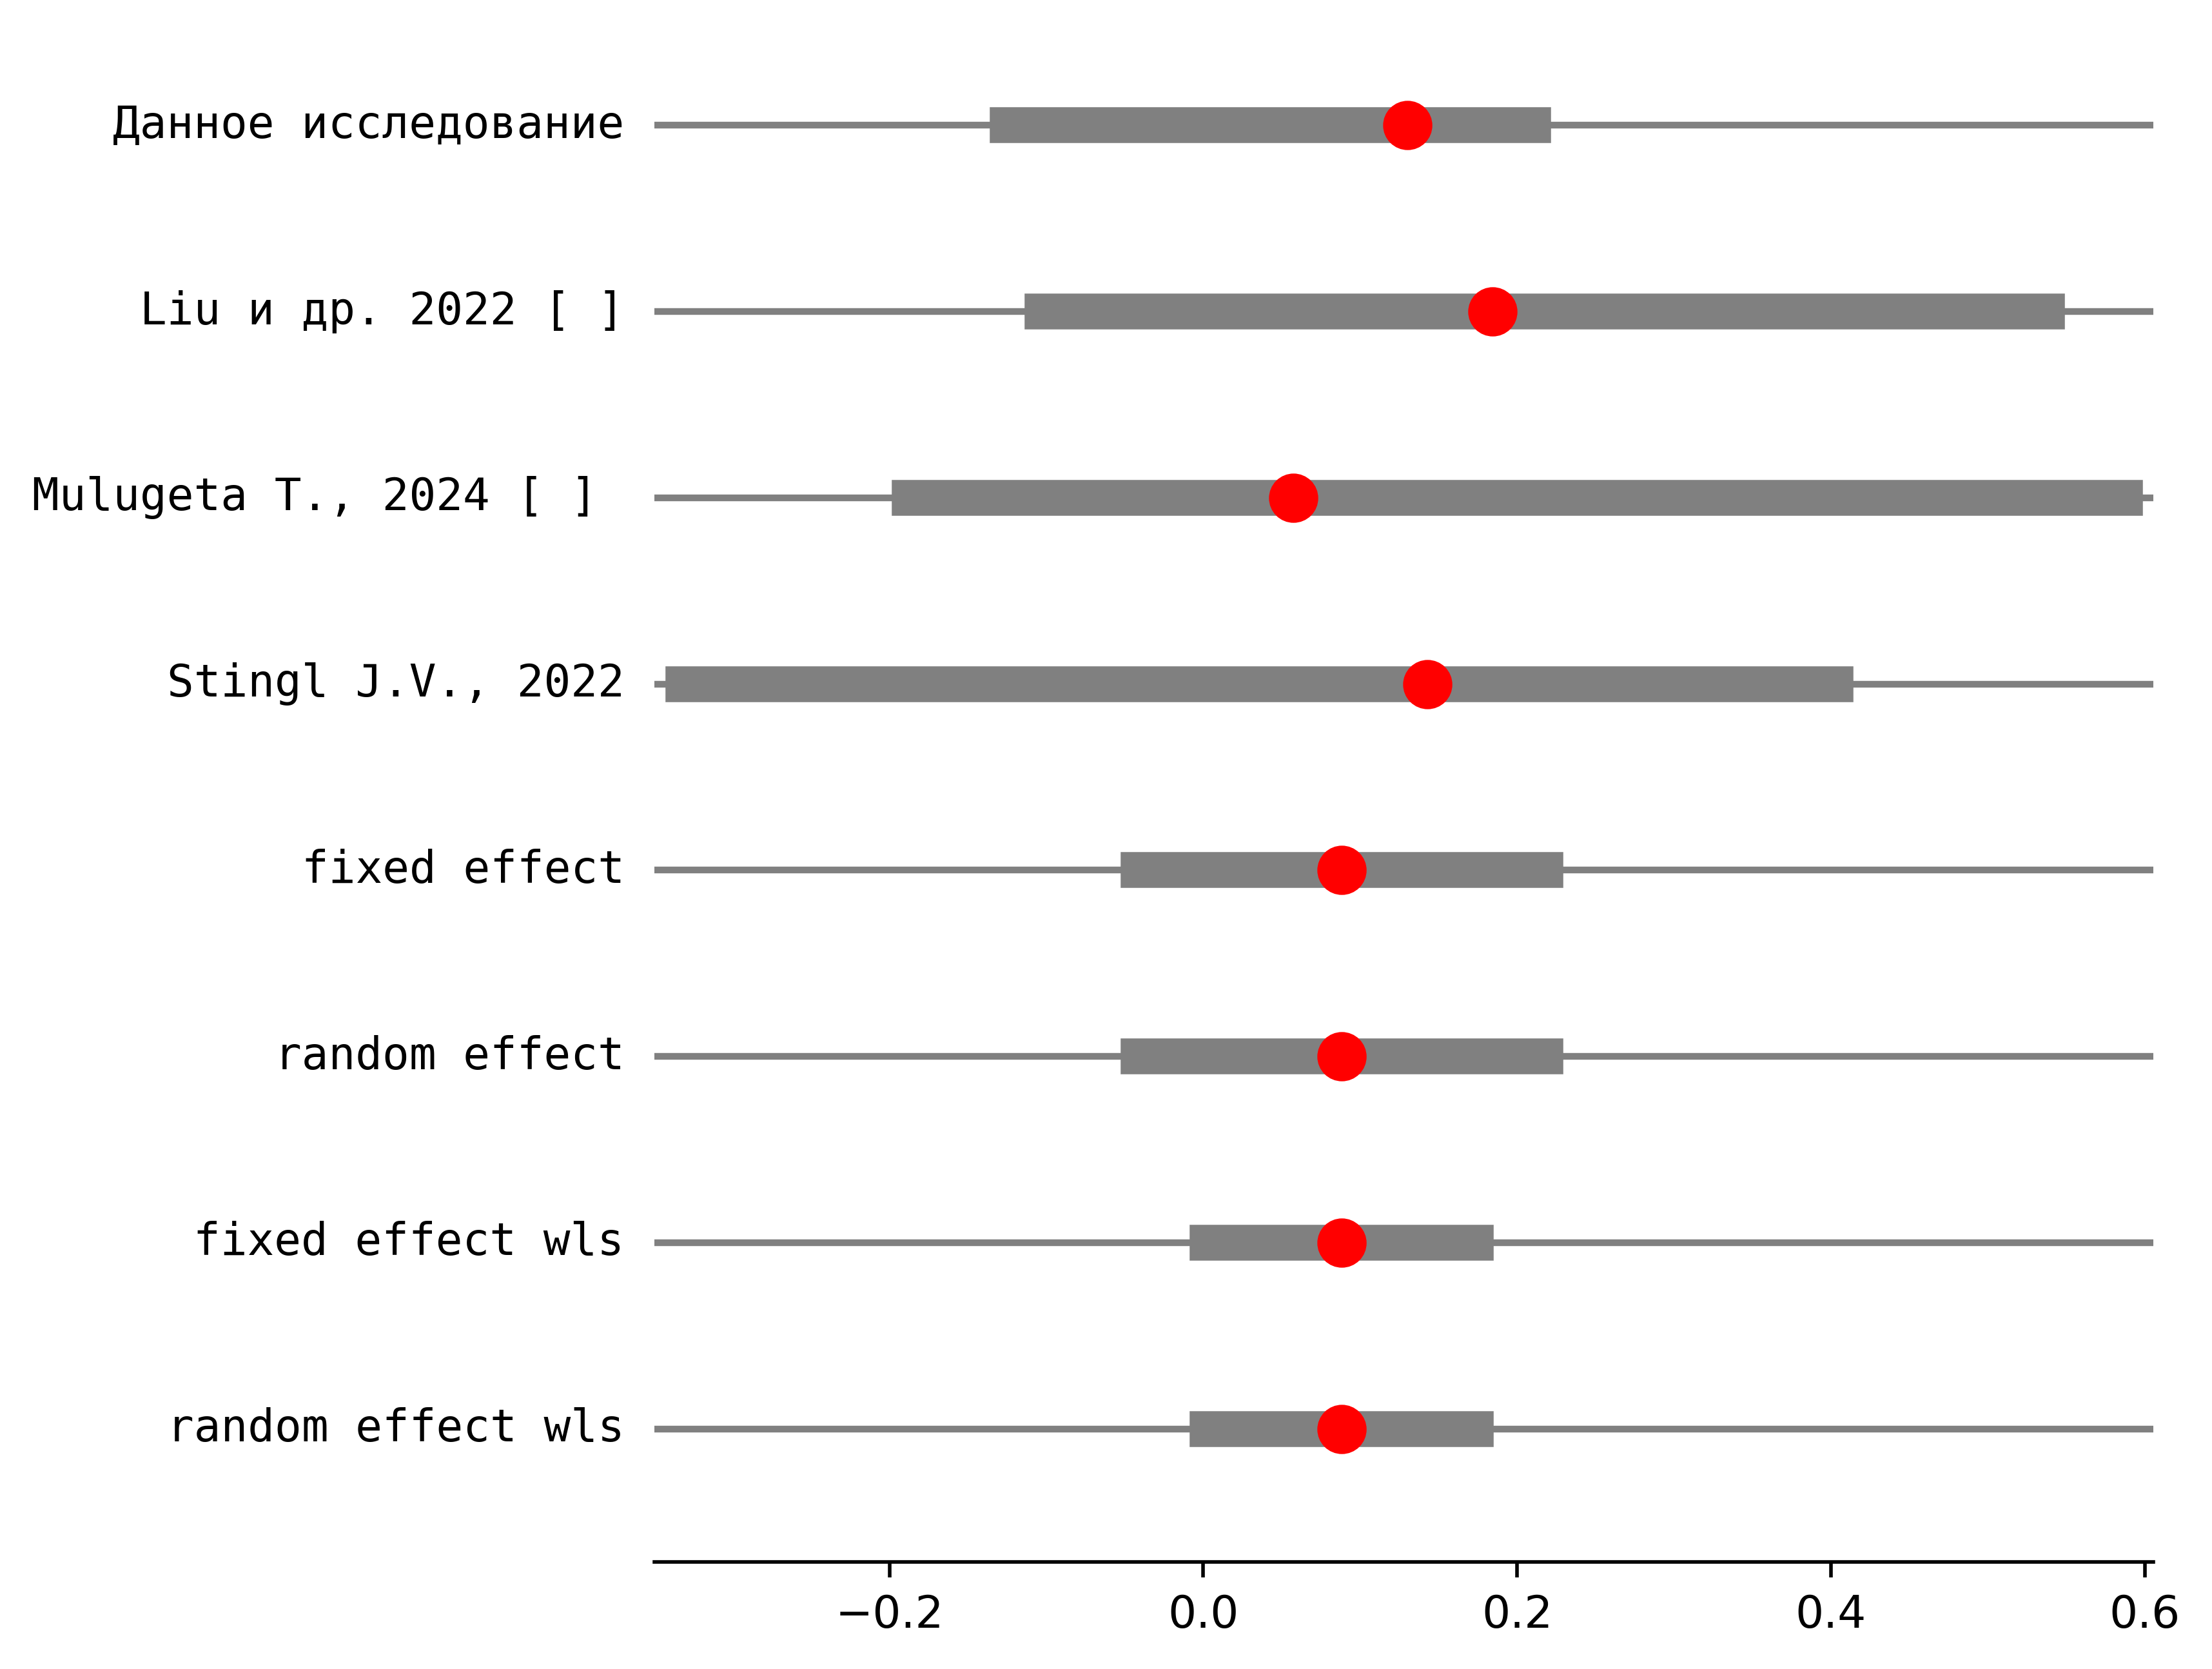 Данное исследование
Liu и др. 2022 [ ]
Mulugeta T., 2024 [ ]
Stingl J.V., 2022
fixed effect
random effect
fixed effect wls
random effect wls
−0.2 0.0 0.2 0.4 0.6